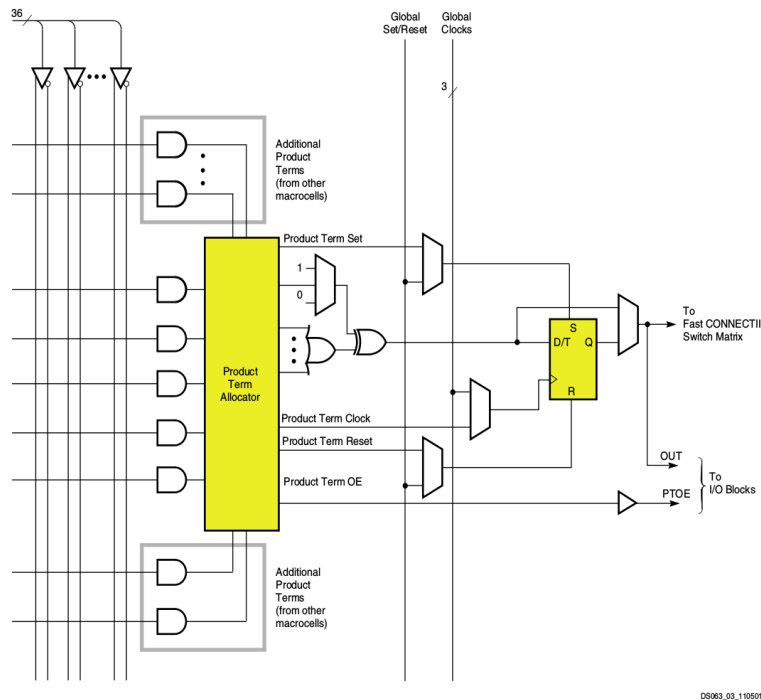 36
Global
Set/Reset
Global
Clocks
3
Additional
Product
Terms
(from other
macrocells)
Product Term Set
1
0
To
Fast CONNECTII
Switch Matrix
S
D/T
Q
R
Product
Term
Allocator
Product Term Clock
Product Term Reset
Product Term OE
OUT
PTOE
To
I/O Blocks
Additional
Product
Terms
(from other
macrocells)
DS063_03_110501